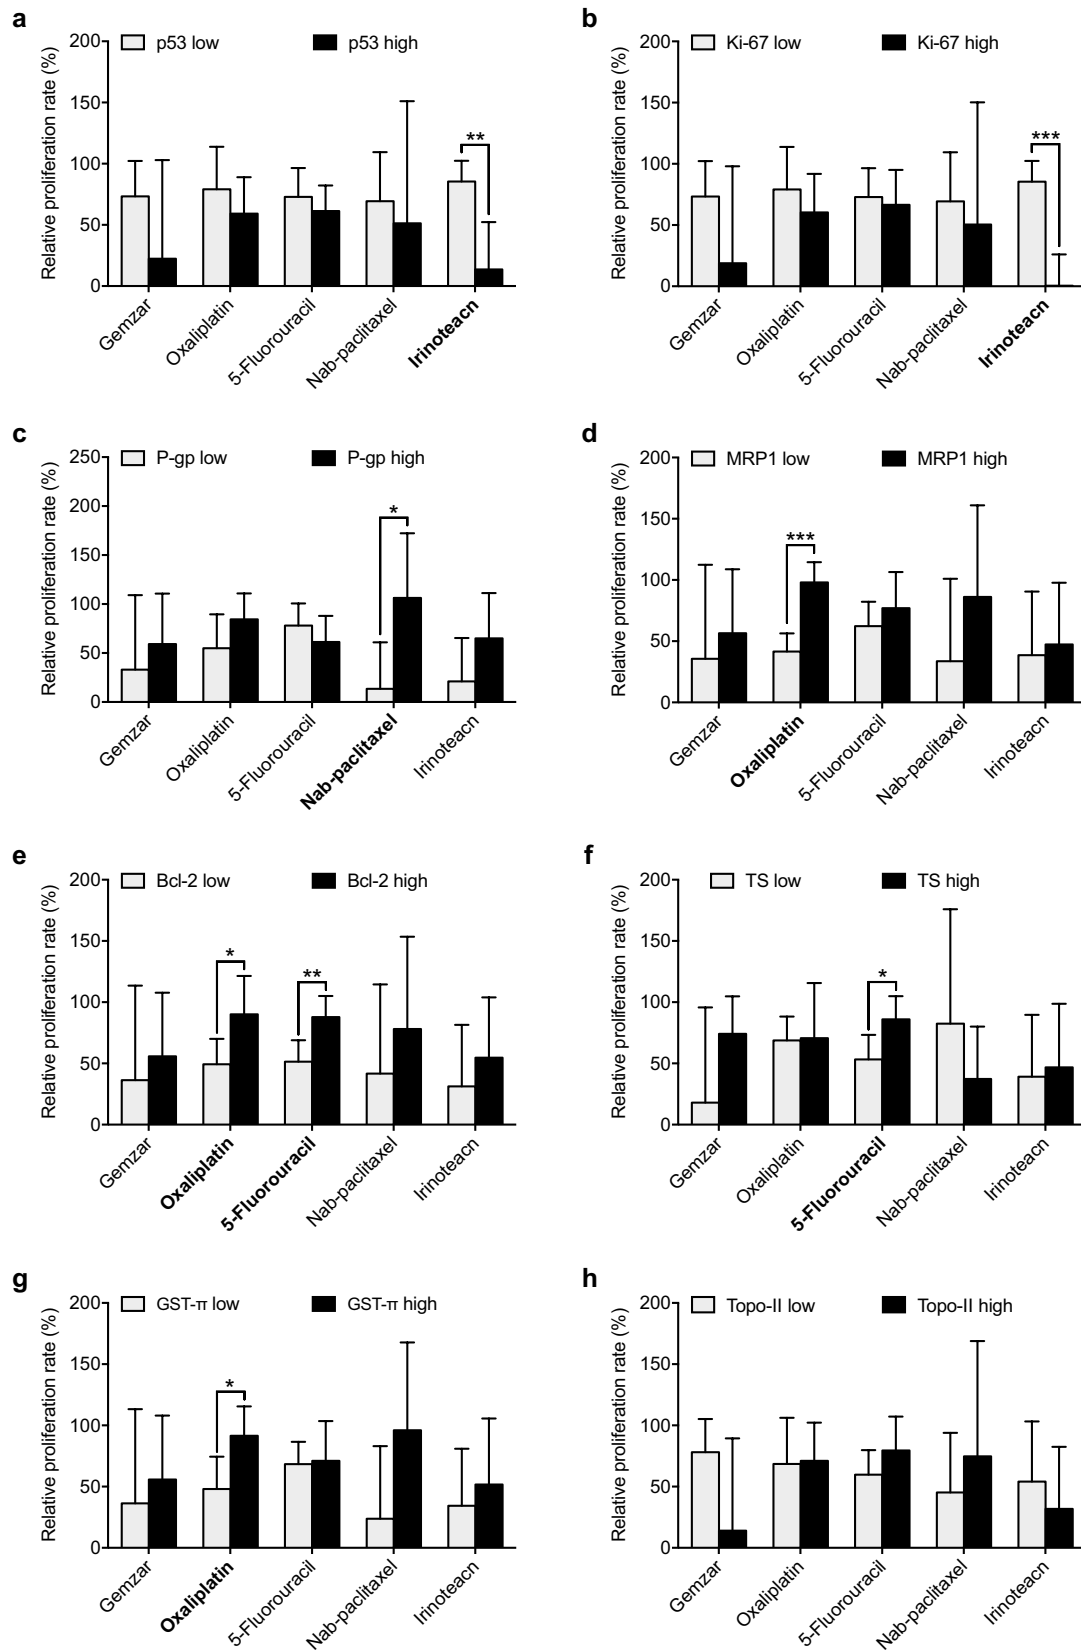 a
p53 low
p53 high
Relative proliferation rate (%)
200
150
100
50
0
**
Gemzar
Oxaliplatin
5-Fluorouracil
Nab-paclitaxel
Irinoteacn
b
Ki-67 low
Ki-67 high
Relative proliferation rate (%)
200
150
100
50
0
***
Gemzar
Oxaliplatin
5-Fluorouracil
Nab-paclitaxel
Irinoteacn
c
P-gp low
P-gp high
Relative proliferation rate (%)
250
200
150
100
50
0
*
Gemzar
Oxaliplatin
5-Fluorouracil
Nab-paclitaxel
Irinoteacn
d
MRP1 low
MRP1 high
Relative proliferation rate (%)
200
150
100
50
0
***
Gemzar
Oxaliplatin
5-Fluorouracil
Nab-paclitaxel
Irinoteacn
e
Bcl-2 low
Bcl-2 high
Relative proliferation rate (%)
200
150
100
50
0
*
**
Gemzar
Oxaliplatin
5-Fluorouracil
Nab-paclitaxel
Irinoteacn
f
TS low
TS high
Relative proliferation rate (%)
200
150
100
50
0
*
Gemzar
Oxaliplatin
5-Fluorouracil
Nab-paclitaxel
Irinoteacn
g
GST-π low
GST-π high
Relative proliferation rate (%)
200
150
100
50
0
*
Gemzar
Oxaliplatin
5-Fluorouracil
Nab-paclitaxel
Irinoteacn
h
Topo-II low
Topo-II high
Relative proliferation rate (%)
200
150
100
50
0
Gemzar
Oxaliplatin
5-Fluorouracil
Nab-paclitaxel
Irinoteacn